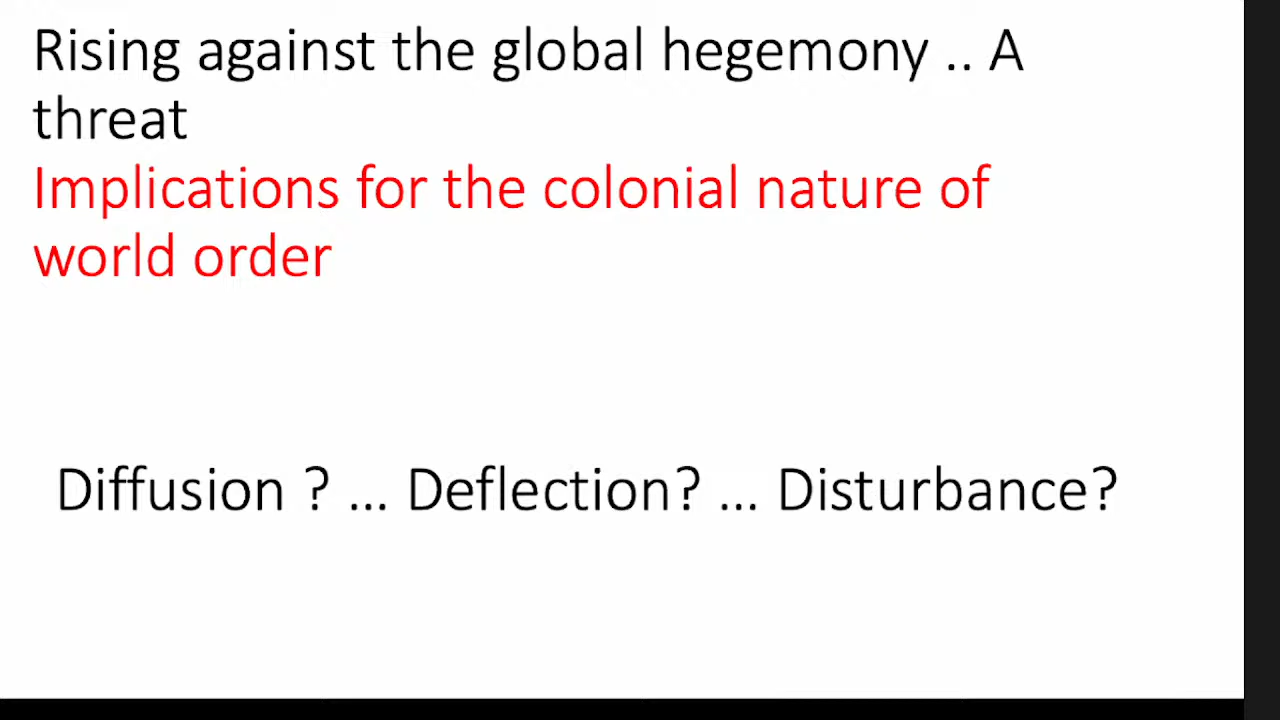 Rising against the global hegemony .. A
threat
Implications for the colonial nature of
world order
Diffusion ? ... Deflection? ... Disturbance?